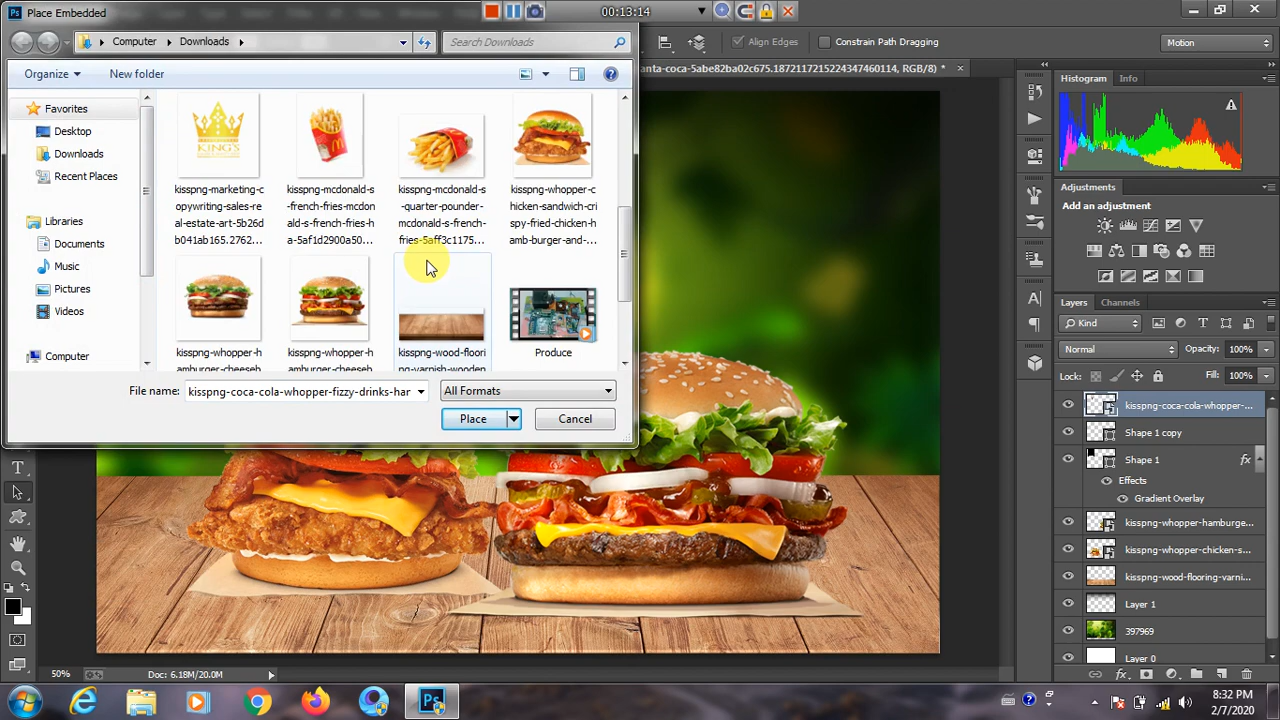 Place Embedded
00:13:14
Computer
Downloads
Search Downloads
Align Edges
Constrain Path Dragging
Motion
Organize
New folder
anta-coca-5abe82ba02c675.1872117215224347460114, RGB/8) *
Histogram
Info
Favorites
Desktop
Downloads
Recent Places
Libraries
Documents
Music
Pictures
Videos
Computer
KING'S
kisspng-marketing-c
opywriting-sales-re
al-estate-art-5b26d
b041ab165.2762...
kisspng-mcdonald-s
-french-fries-mcdon
ald-s-french-fries-h
a-5af1d2900a50...
kisspng-mcdonald-s
-quarter-pounder-
mcdonald-s-french-
fries-5aff3c1175...
kisspng-whopper-c
hicken-sandwich-cri
spy-fried-chicken-h
amb-burger-and-...
kisspng-whopper-h
amburger-cheeseb
kisspng-whopper-h
amburger-cheeseb
kisspng-wood-floori
ng-varnish-wooden
Produce
File name:
kisspng-coca-cola-whopper-fizzy-drinks-har
All Formats
Place
Cancel
Adjustments
Add an adjustment
Layers
Channels
Kind
Normal
Opacity:
100%
Lock:
Fill:
100%
kisspng-coca-cola-whopper-...
Shape 1 copy
Shape 1
fx
Effects
Gradient Overlay
kisspng-whopper-hamburge...
kisspng-whopper-chicken-s...
kisspng-wood-flooring-varni...
Layer 1
397969
Layer 0
50%
Doc: 6.18M/20.0M
8:32 PM
2/7/2020